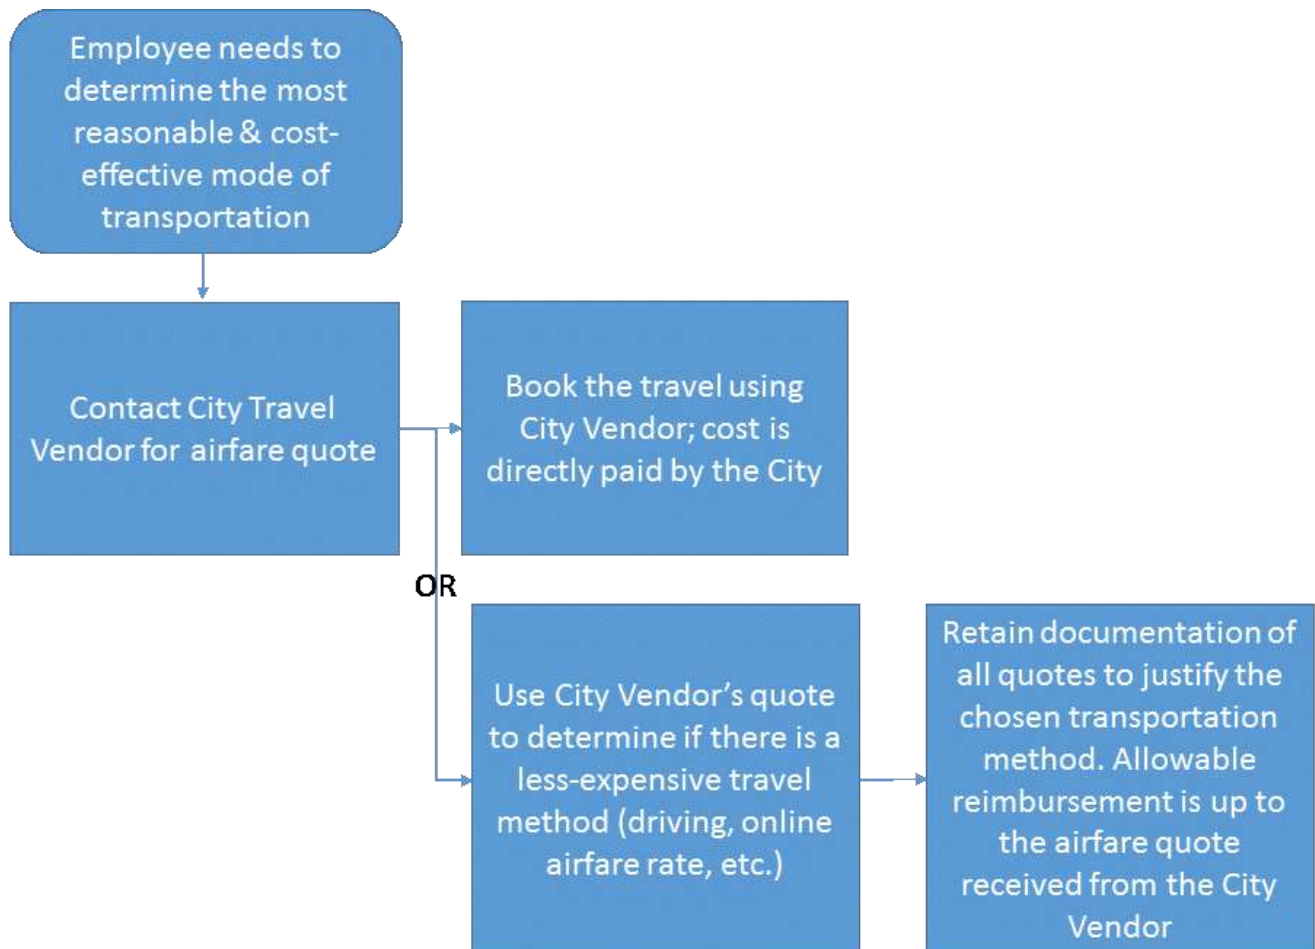 Employee needs to
determine the most
reasonable & cost-
effective mode of
transportation
Contact City Travel
Vendor for airfare quote
Book the travel using
City Vendor; cost is
directly paid by the City
OR
Use City Vendor’s quote
to determine if there is a
less-expensive travel
method (driving, online
airfare rate, etc.)
Retain documentation of
all quotes to justify the
chosen transportation
method. Allowable
reimbursement is up to
the airfare quote
received from the City
Vendor